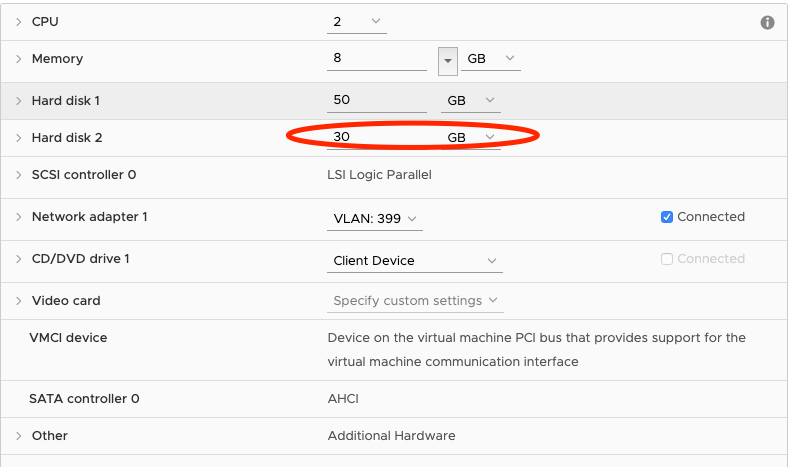 CPU 2
Memory 8 GB
Hard disk 1 50 GB
Hard disk 2 30 GB
SCSI controller 0 LSI Logic Parallel
Network adapter 1 VLAN: 399 Connected
CD/DVD drive 1 Client Device Connected
Video card Specify custom settings
VMCI device Device on the virtual machine PCI bus that provides support for the
virtual machine communication interface
SATA controller 0 AHCI
Other Additional Hardware